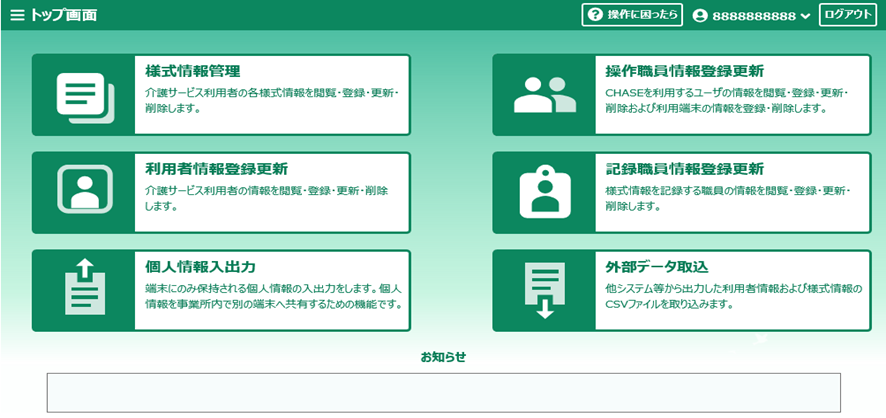 トップ画面
操作に困ったら
8888888888
ログアウト
様式情報管理
介護サービス利用者の各様式情報を閲覧・登録・更新・
削除します。
操作職員情報登録更新
CHASEを利用するユーザの情報を閲覧・登録・更新・
削除および利用端末の情報を登録・削除します。
利用者情報登録更新
介護サービス利用者の情報を閲覧・登録・更新・削除
します。
記録職員情報登録更新
様式情報を記録する職員の情報を閲覧・登録・更新・
削除します。
個人情報入出力
端末にのみ保持される個人情報の入出力をします。個人
情報を事業所内で別の端末へ共有するための機能です。
外部データ取込
他システム等から出力した利用者情報および様式情報の
CSVファイルを取り込みます。
お知らせ